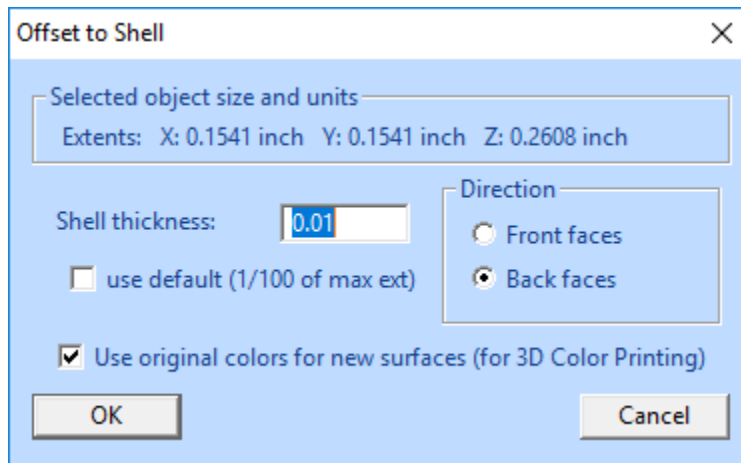 Offset to Shell
Selected object size and units
Extents: X: 0.1541 inch Y: 0.1541 inch Z: 0.2608 inch
Shell thickness: 0.01
use default (1/100 of max ext)
Direction
Front faces
Back faces
Use original colors for new surfaces (for 3D Color Printing)
OK Cancel